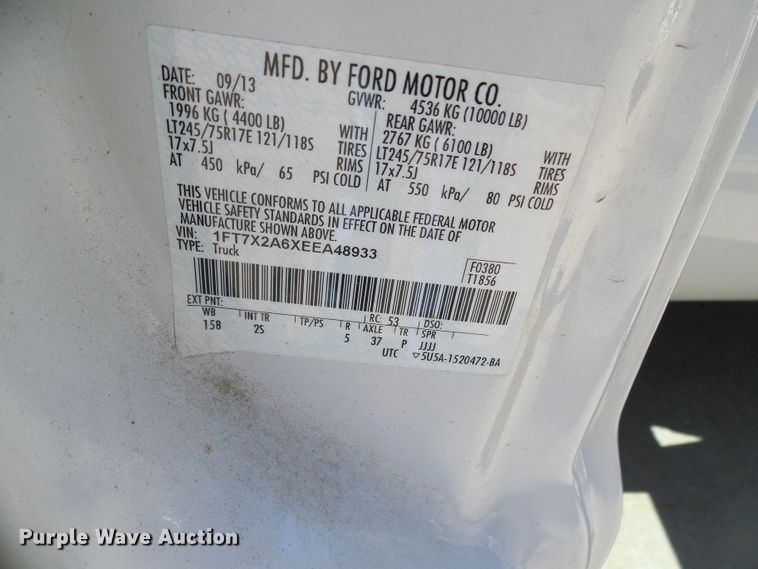 MFD. BY FORD MOTOR CO.
DATE: 09/13 GVWR: 4536 KG (10000 LB)
FRONT GAWR: REAR GAWR:
1996 KG ( 4400 LB) WITH 2767 KG ( 6100 LB) WITH
LT245/75R17E 121/118S TIRES LT245/75R17E 121/118S TIRES
17x7.5J RIMS 17x7.5J RIMS
AT 450 kPa/ 65 PSI COLD AT 550 kPa/ 80 PSI COLD
THIS VEHICLE CONFORMS TO ALL APPLICABLE FEDERAL MOTOR
VEHICLE SAFETY STANDARDS IN EFFECT ON THE DATE OF
MANUFACTURE SHOWN ABOVE.
VIN: 1FT7X2A6XEEA48933
TYPE: Truck
F0380
T1856
EXT PNT: RC: 53 DSO:
WB INT TR TP/PS R AXLE TR SPR
158 2S 5 37 P JJJJ
UTC ▽5U5A-1520472-BA
Purple Wave Auction